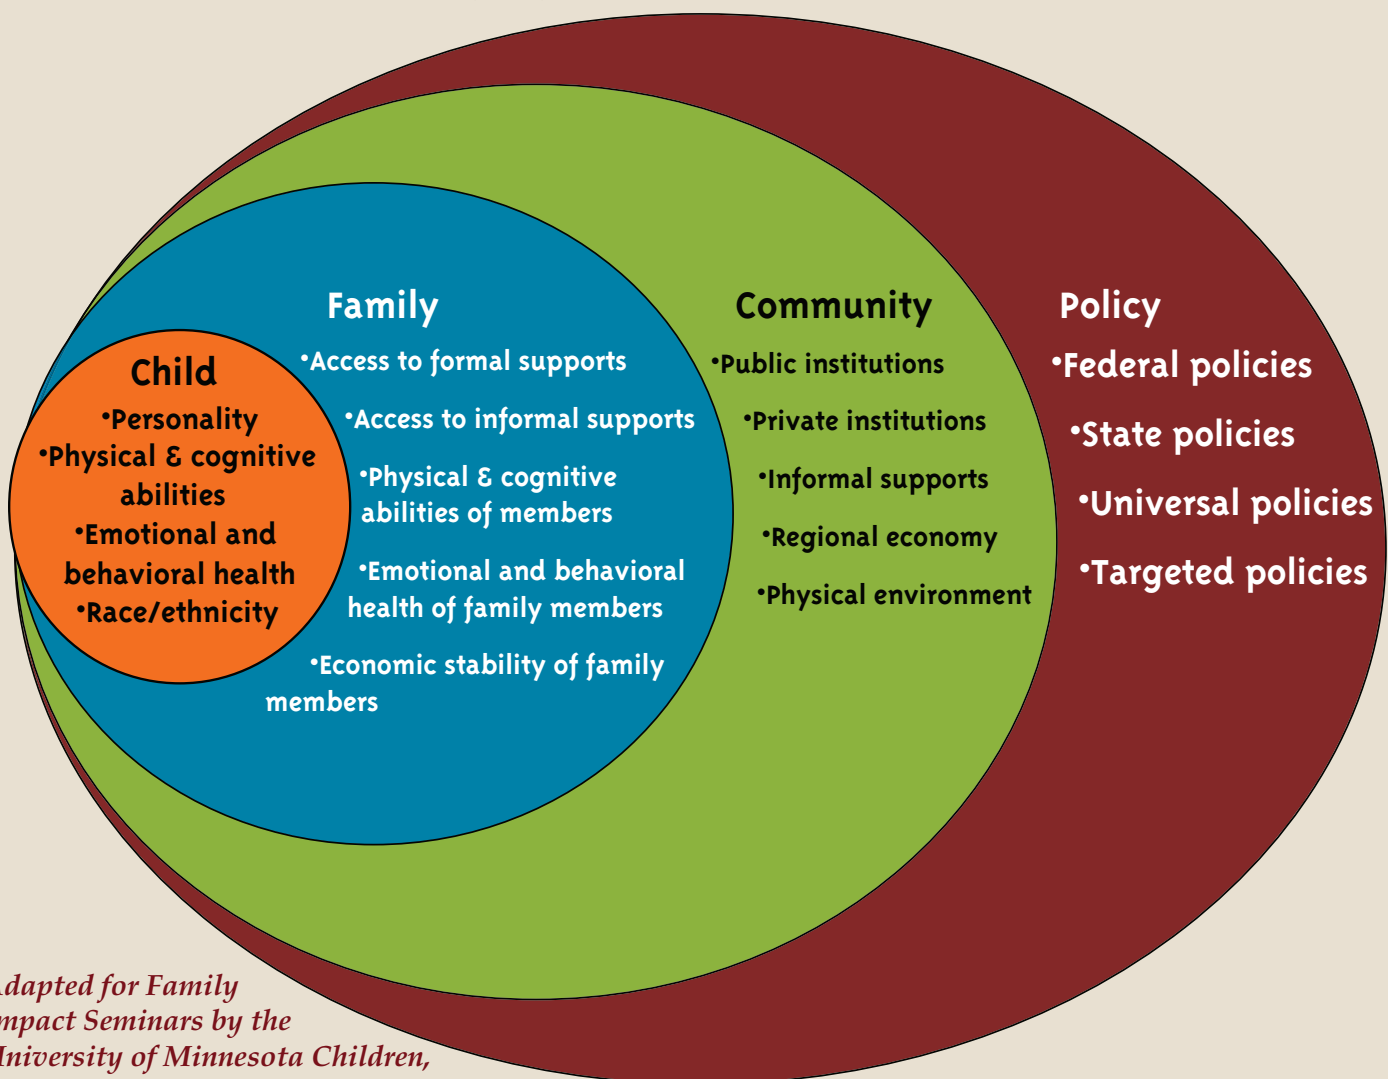 Child
•Personality
•Physical & cognitive
abilities
•Emotional and
behavioral health
•Race/ethnicity
Family
•Access to formal supports
•Access to informal supports
•Physical & cognitive
abilities of members
•Emotional and behavioral
health of family members
•Economic stability of family
members
Community
•Public institutions
•Private institutions
•Informal supports
•Regional economy
•Physical environment
Policy
•Federal policies
•State policies
•Universal policies
•Targeted policies
Adapted for Family
Impact Seminars by the
University of Minnesota Children,